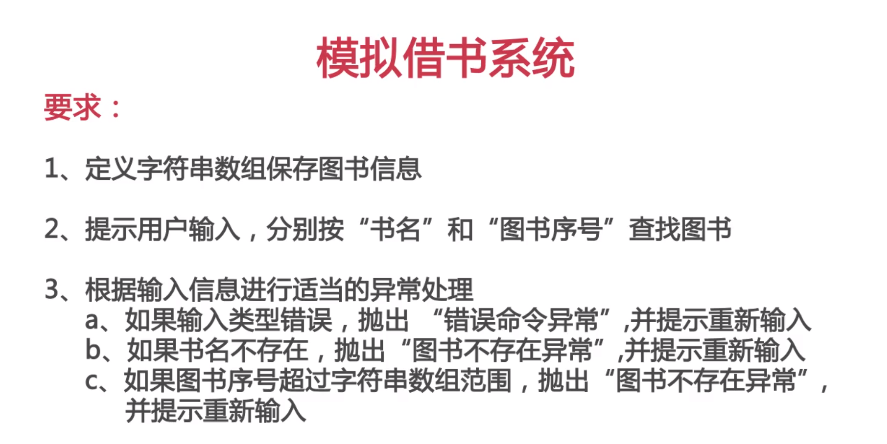 模拟借书系统
要求：
1、定义字符串数组保存图书信息
2、提示用户输入，分别按“书名”和“图书序号”查找图书
3、根据输入信息进行适当的异常处理
a、如果输入类型错误，抛出 “错误命令异常”,并提示重新输入
b、如果书名不存在，抛出“图书不存在异常”,并提示重新输入
c、如果图书序号超过字符串数组范围，抛出“图书不存在异常”,
并提示重新输入